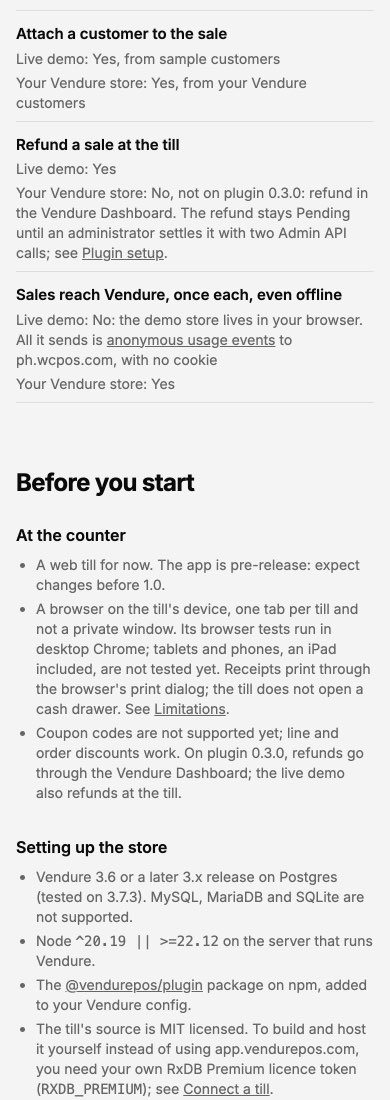 Attach a customer to the sale
Live demo: Yes, from sample customers
Your Vendure store: Yes, from your Vendure
customers
Refund a sale at the till
Live demo: Yes
Your Vendure store: No, not on plugin 0.3.0: refund in
the Vendure Dashboard. The refund stays Pending
until an administrator settles it with two Admin API
calls; see Plugin setup.
Sales reach Vendure, once each, even offline
Live demo: No: the demo store lives in your browser.
All it sends is anonymous usage events to
ph.wcpos.com, with no cookie
Your Vendure store: Yes
Before you start
At the counter
• A web till for now. The app is pre-release: expect
changes before 1.0.
• A browser on the till's device, one tab per till and
not a private window. Its browser tests run in
desktop Chrome; tablets and phones, an iPad
included, are not tested yet. Receipts print through
the browser's print dialog; the till does not open a
cash drawer. See Limitations.
• Coupon codes are not supported yet; line and
order discounts work. On plugin 0.3.0, refunds go
through the Vendure Dashboard; the live demo
also refunds at the till.
Setting up the store
• Vendure 3.6 or a later 3.x release on Postgres
(tested on 3.7.3). MySQL, MariaDB and SQLite are
not supported.
• Node ^20.19 || >=22.12 on the server that runs
Vendure.
• The @vendurepos/plugin package on npm, added
to your Vendure config.
• The till's source is MIT licensed. To build and host
it yourself instead of using app.vendurepos.com,
you need your own RxDB Premium licence token
(RXDB_PREMIUM); see Connect a till.